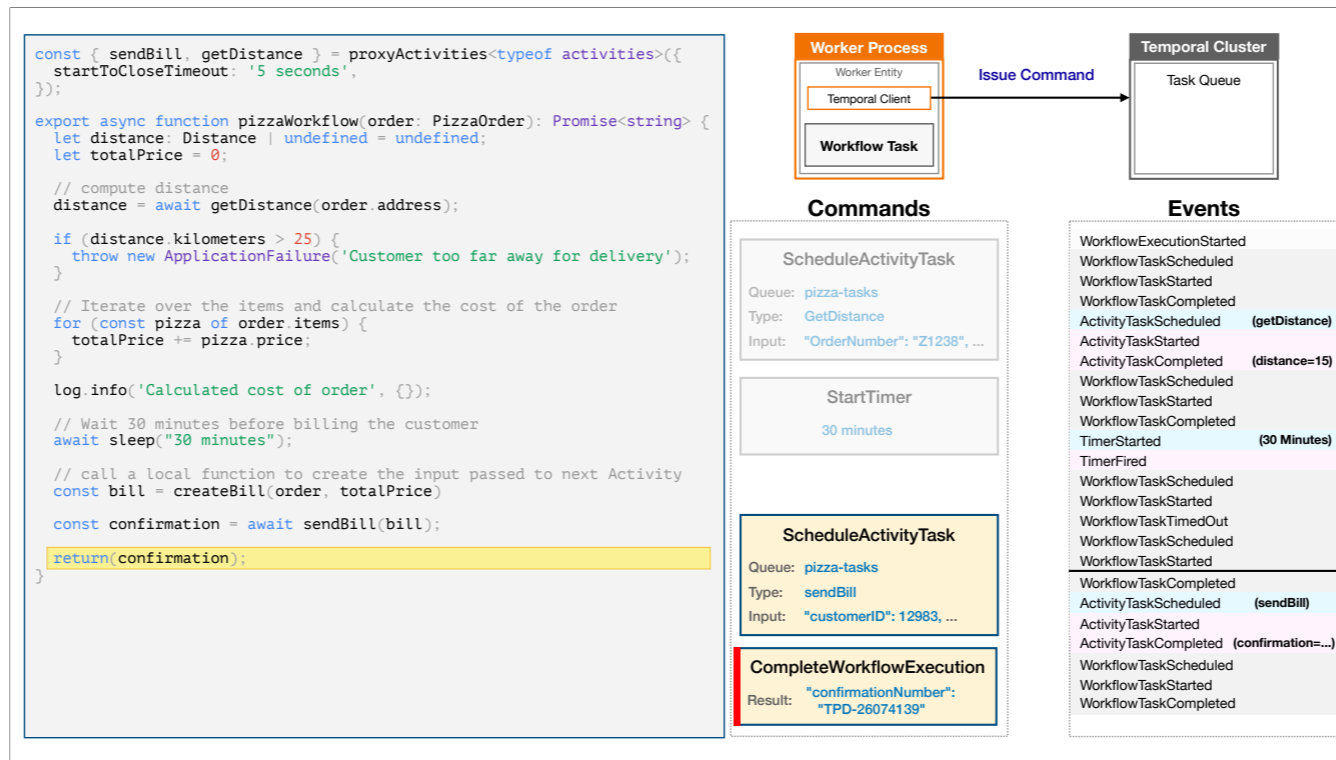 const { sendBill, getDistance } = proxyActivities<typeof activities>({
  startToCloseTimeout: '5 seconds',
});
export async function pizzaWorkflow(order: PizzaOrder): Promise<string> {
  let distance: Distance | undefined = undefined;
  let totalPrice = 0;
  // compute distance
  distance = await getDistance(order.address);
  if (distance.kilometers > 25) {
    throw new ApplicationFailure('Customer too far away for delivery');
  }
  // Iterate over the items and calculate the cost of the order
  for (const pizza of order.items) {
    totalPrice += pizza.price;
  }
  log.info('Calculated cost of order', {});
  // Wait 30 minutes before billing the customer
  await sleep("30 minutes");
  // call a local function to create the input passed to next Activity
  const bill = createBill(order, totalPrice)
  const confirmation = await sendBill(bill);
  return(confirmation);
}
Worker Process
Worker Entity
Temporal Client
Workflow Task
Issue Command
Temporal Cluster
Task Queue
Commands
ScheduleActivityTask
Queue: pizza-tasks
Type: GetDistance
Input: "OrderNumber": "Z1238", ...
StartTimer
30 minutes
ScheduleActivityTask
Queue: pizza-tasks
Type: sendBill
Input: "customerID": 12983, ...
CompleteWorkflowExecution
Result: "confirmationNumber":
"TPD-26074139"
Events
WorkflowExecutionStarted
WorkflowTaskScheduled
WorkflowTaskStarted
WorkflowTaskCompleted
ActivityTaskScheduled (getDistance)
ActivityTaskStarted
ActivityTaskCompleted (distance=15)
WorkflowTaskScheduled
WorkflowTaskStarted
WorkflowTaskCompleted
TimerStarted (30 Minutes)
TimerFired
WorkflowTaskScheduled
WorkflowTaskStarted
WorkflowTaskTimedOut
WorkflowTaskScheduled
WorkflowTaskStarted
WorkflowTaskCompleted
ActivityTaskScheduled (sendBill)
ActivityTaskStarted
ActivityTaskCompleted (confirmation=...)
WorkflowTaskScheduled
WorkflowTaskStarted
WorkflowTaskCompleted